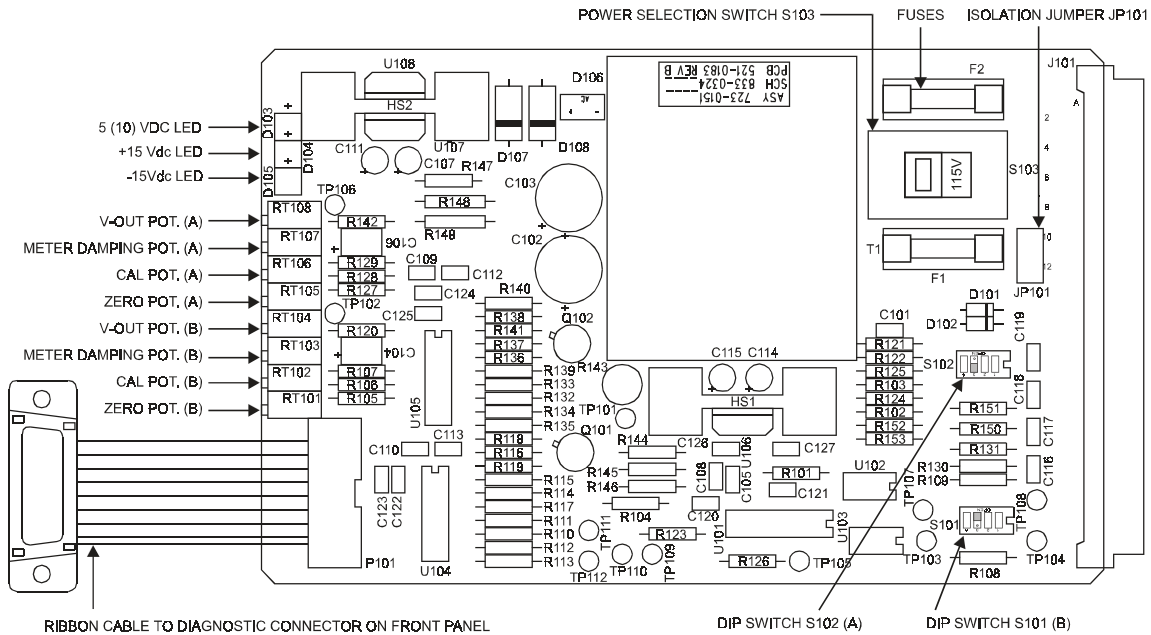 POWER SELECTION SWITCH S103
FUSES
ISOLATION JUMPER JP101
5 (10) VDC LED
+15 Vdc LED
-15Vdc LED
V-OUT POT. (A)
METER DAMPING POT. (A)
CAL POT. (A)
ZERO POT. (A)
V-OUT POT. (B)
METER DAMPING POT. (B)
CAL POT. (B)
ZERO POT. (B)
D103
D104
D105
U108
HS2
U107
C111
C107
D107
D108
D106
AC
ASY 723-0151
SCH 833-0324
PCB 521-0183 REV B
F2
J101
A
2
4
6
8
10
12
115V
S103
T1
F1
JP101
R147
R148
R149
C103
C102
TP106
RT108
RT107
RT106
RT105
RT104
RT103
RT102
RT101
R142
C106
R129
R128
R127
TP102
R120
C104
R107
R106
R105
C109
C112
C124
C125
U105
R140
R138
R141
R137
R136
R139
R133
R132
R134
R135
R118
R116
R119
R115
R114
R117
R111
R110
R112
R113
Q102
R143
TP101
Q101
C115
C114
HS1
C110
C113
C123
C122
P101
U104
R144
R145
R146
R104
C126
C108
C105
U106
C127
R101
C121
C120
U101
U103
U102
R123
R126
TP111
TP112
TP110
TP109
TP105
TP107
TP103
C101
R121
R122
R125
R103
R124
R102
R152
R153
D101
D102
C119
S102
C118
R151
R150
C117
R131
R130
R109
C116
TP108
S101
TP104
R108
RIBBON CABLE TO DIAGNOSTIC CONNECTOR ON FRONT PANEL
DIP SWITCH S102 (A)
DIP SWITCH S101 (B)